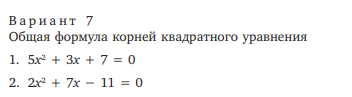 Вариант 7
Общая формула корней квадратного уравнения
1. 5x² + 3x + 7 = 0
2. 2x² + 7x − 11 = 0